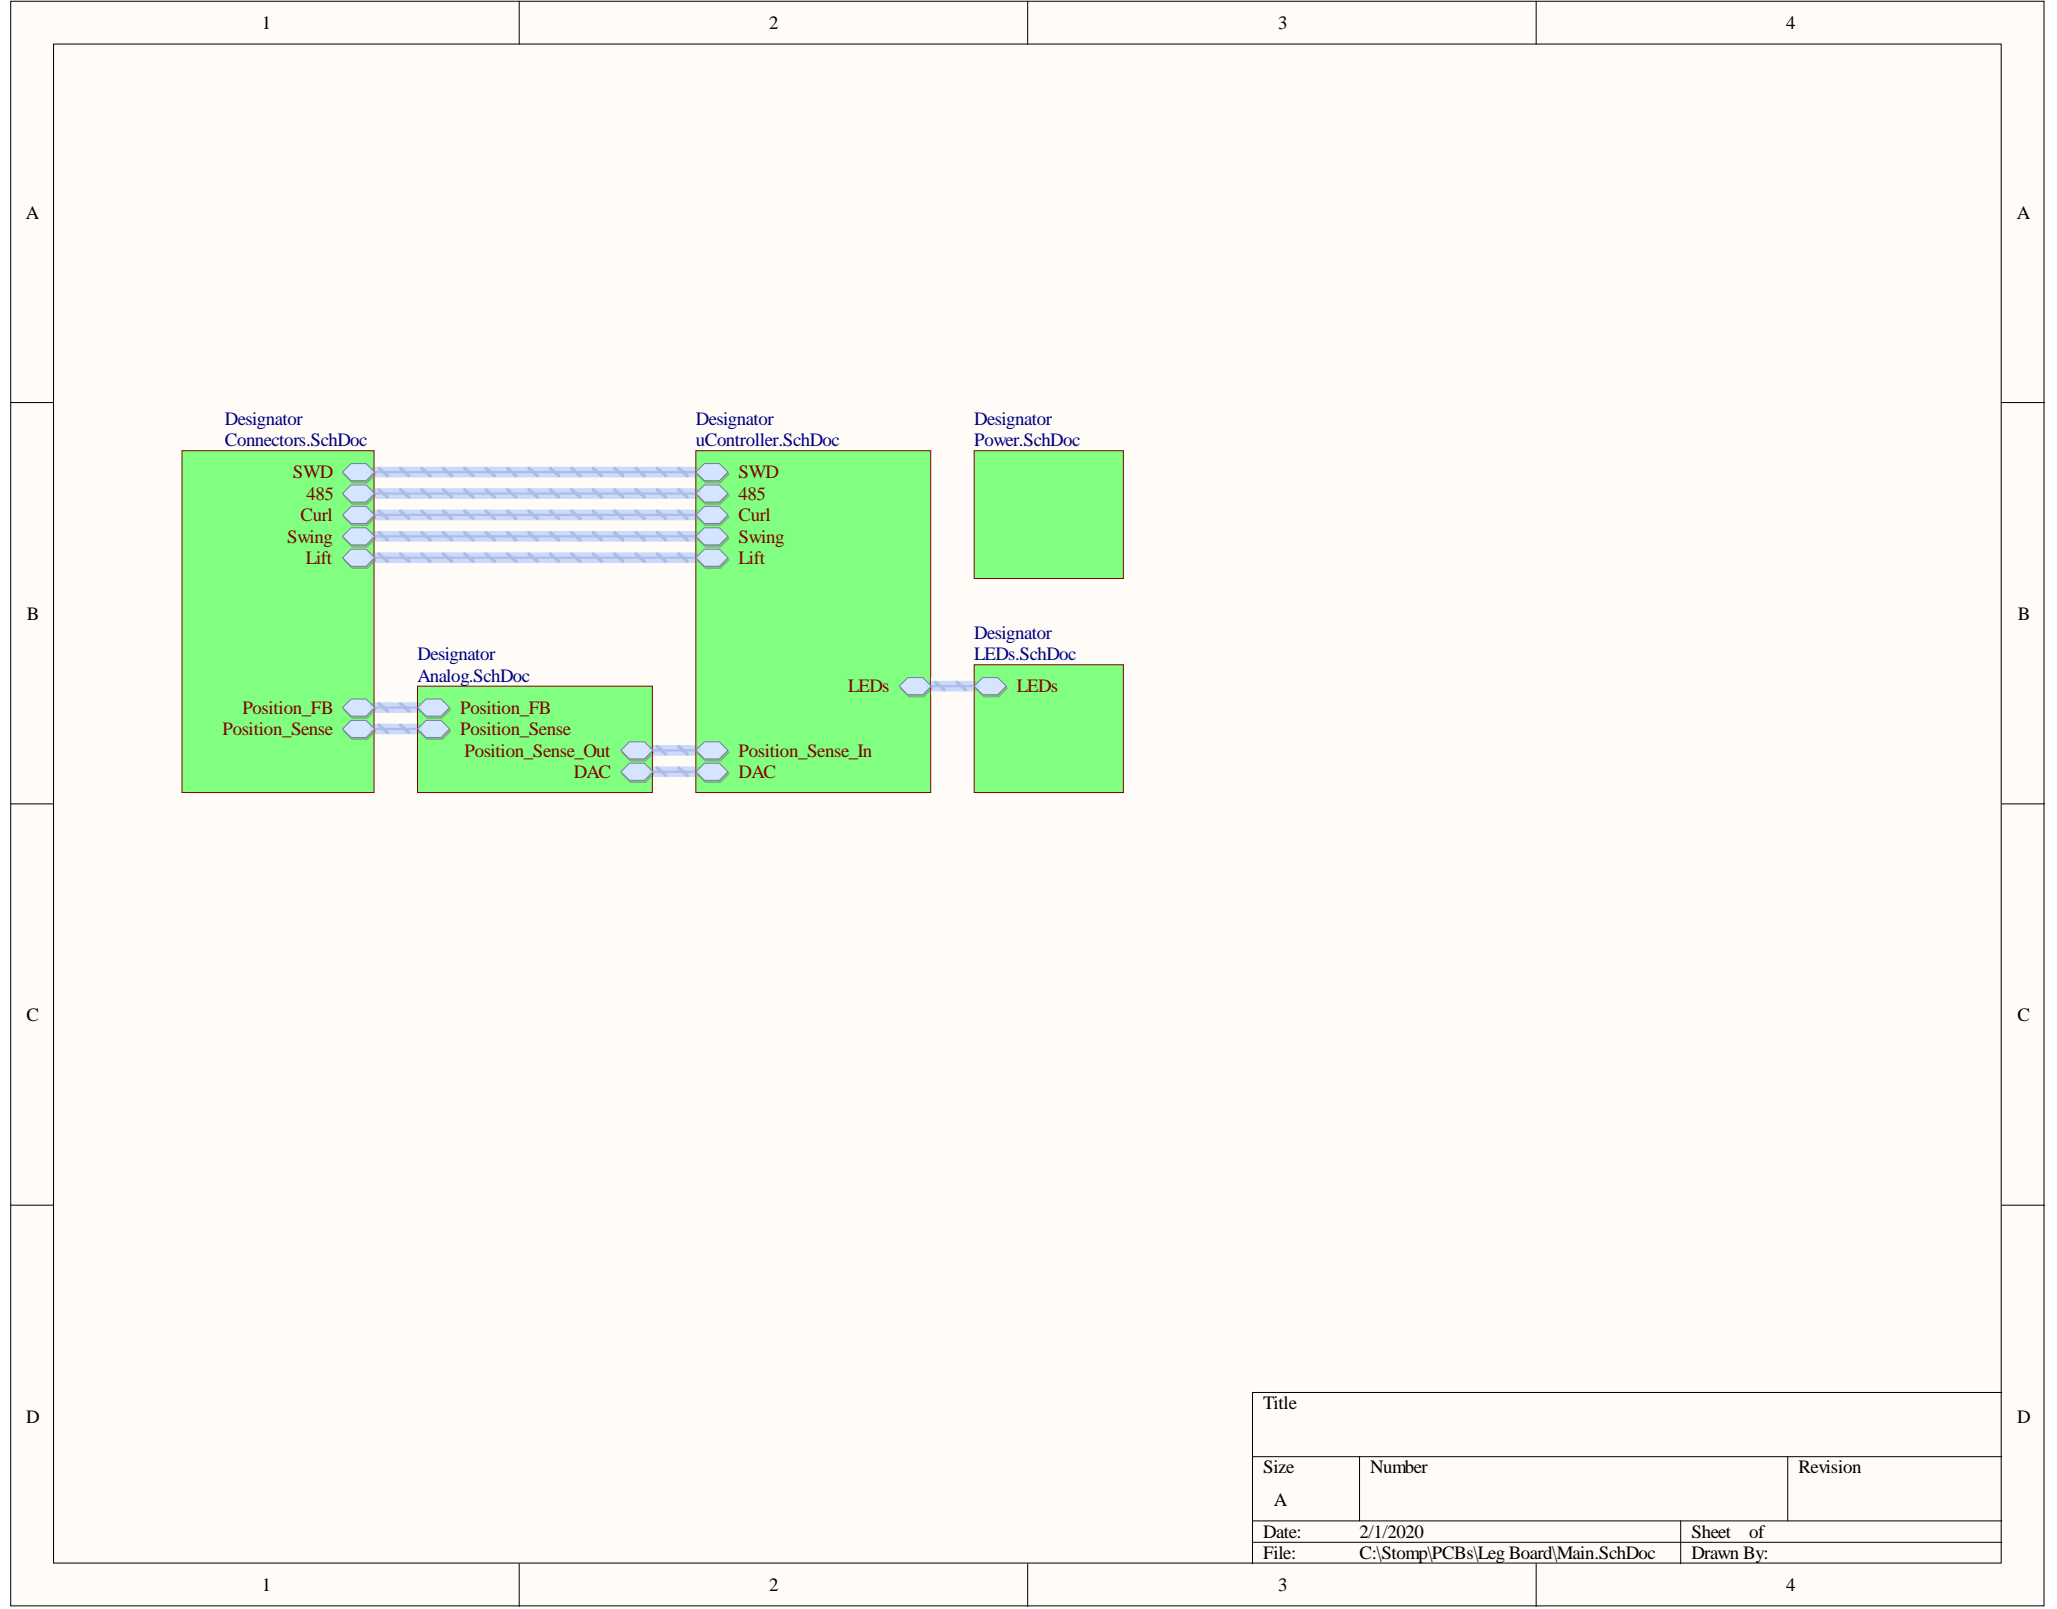 1 2 3 4
A A
Designator
Connectors.SchDoc
SWD
485
Curl
Swing
Lift
Position_FB
Position_Sense
Designator
Analog.SchDoc
Position_FB
Position_Sense
Position_Sense_Out
DAC
Designator
uController.SchDoc
SWD
485
Curl
Swing
Lift
LEDs
Position_Sense_In
DAC
Designator
Power.SchDoc
Designator
LEDs.SchDoc
LEDs
B B
C C
D D
Title
Size Number Revision
A
Date: 2/1/2020 Sheet of
File: C:\Stomp\PCBs\Leg Board\Main.SchDoc Drawn By:
1 2 3 4